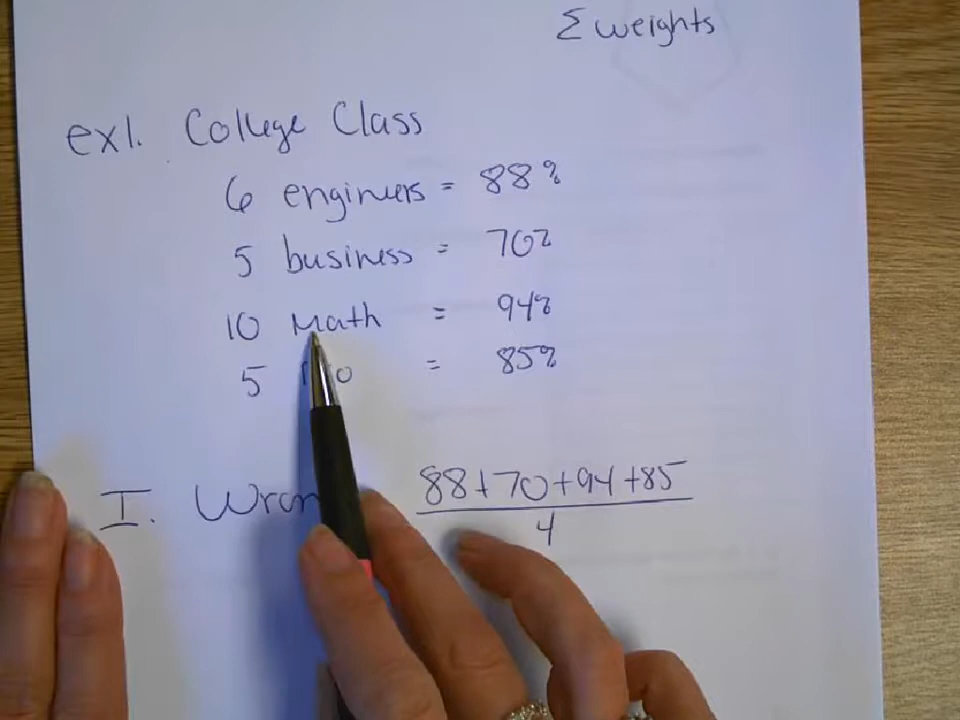 Σ weights
ex1. College Class
6 engineers = 88%
5 business = 70%
10 Math = 94%
5 = 85%
I. 88+70+94+85
4